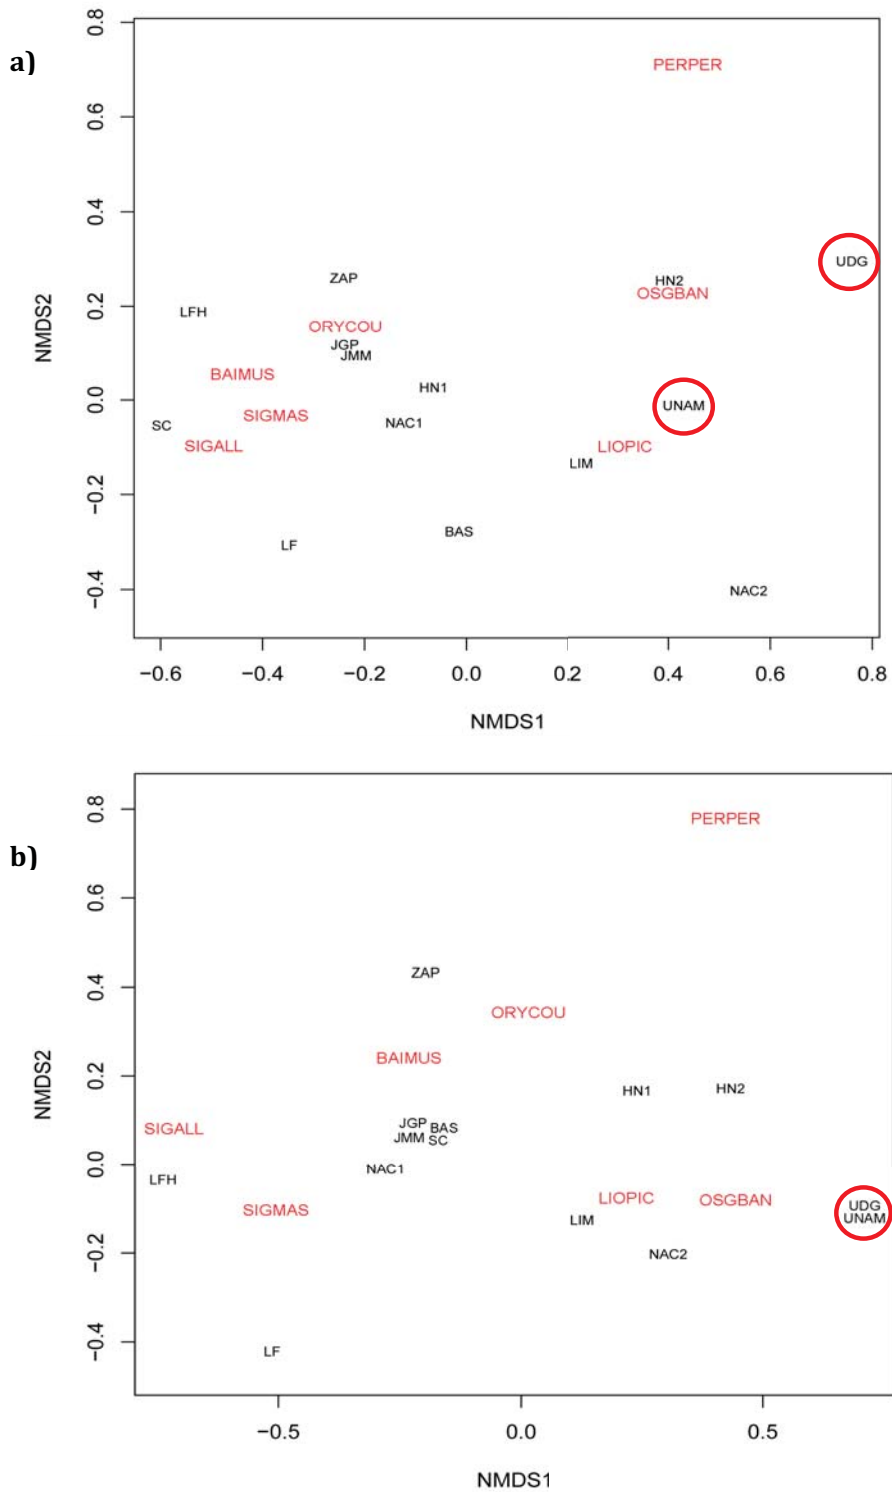 a)
NMDS2
0.8
0.6
0.4
0.2
0.0
−0.2
−0.4
PERPER
UDG
HN2
OSGBAN
ZAP
LFH
ORYCOU
JGP
JMM
BAIMUS
HN1
SIGMAS
UNAM
NAC1
SC
SIGALL
LIOPIC
LIM
BAS
LF
NAC2
−0.6 −0.4 −0.2 0.0 0.2 0.4 0.6 0.8
NMDS1
b)
NMDS2
0.8
0.6
0.4
0.2
0.0
−0.2
−0.4
PERPER
ZAP
ORYCOU
BAIMUS
HN1 HN2
SIGALL
JGP
BAS
JMM
SC
NAC1
LFH
SIGMAS
LIOPIC
OSGBAN
UDG
UNAM
LIM
NAC2
LF
−0.5 0.0 0.5
NMDS1